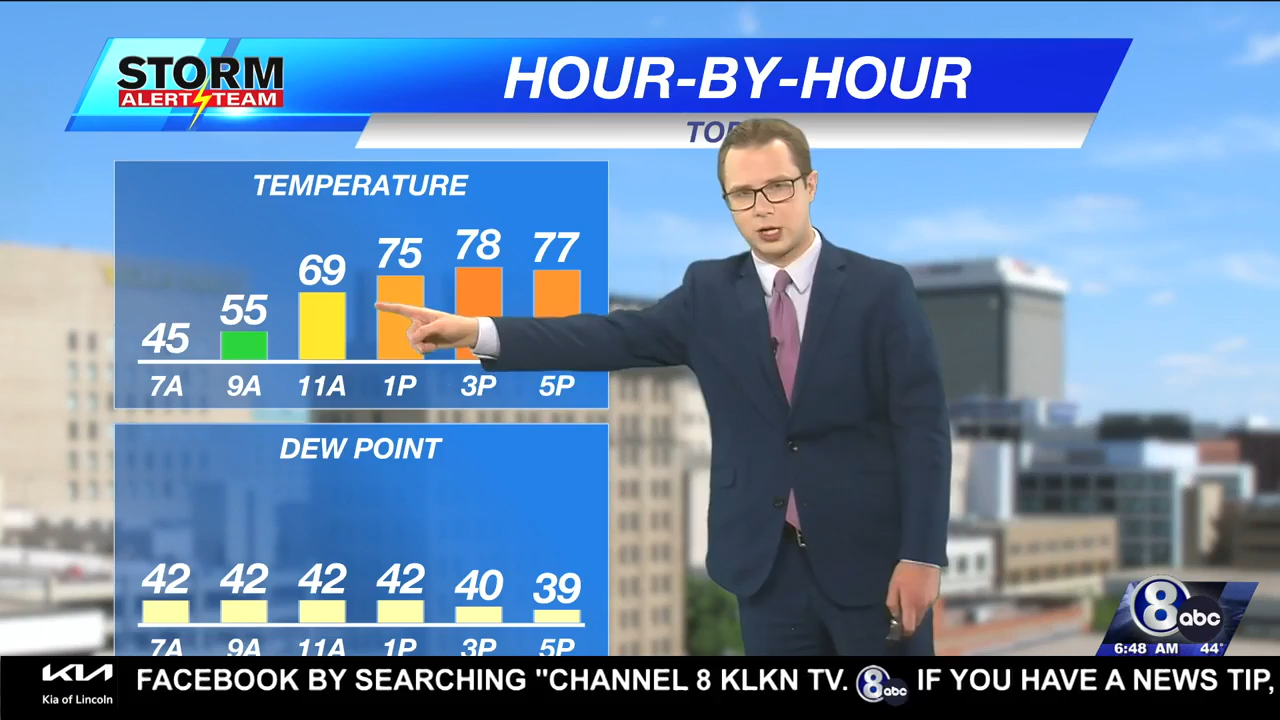 STORM
ALERT TEAM
HOUR-BY-HOUR
TEMPERATURE
45 55 69 75 78 77
7A 9A 11A 1P 3P 5P
DEW POINT
42 42 42 42 40 39
7A 9A 11A 1P 3P 5P
8 abc
6:48 AM 44°
KIA
Kia of Lincoln
FACEBOOK BY SEARCHING "CHANNEL 8 KLKN TV. 8 abc IF YOU HAVE A NEWS TIP,